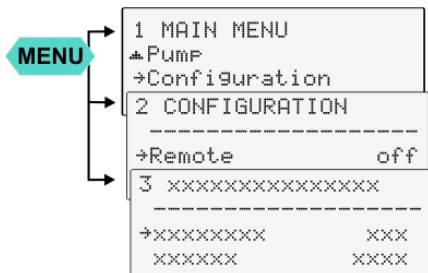 MENU
1 MAIN MENU
Pump
→Configuration
2 CONFIGURATION
--------------------
→Remote off
3 xxxxxxxxxxxxxxx
--------------------
→xxxxxxxx xxx
xxxxxx xxxx